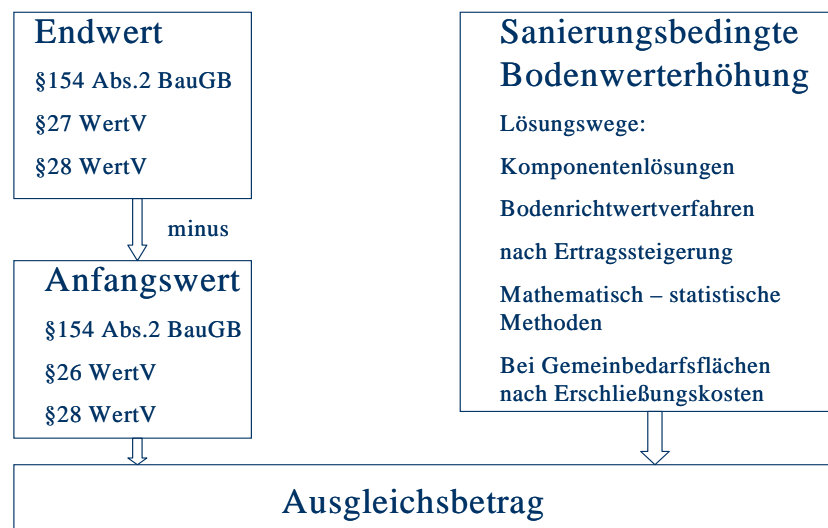 Endwert
§154 Abs.2 BauGB
§27 WertV
§28 WertV
minus
Anfangswert
§154 Abs.2 BauGB
§26 WertV
§28 WertV
Sanierungsbedingte
Bodenwerterhöhung
Lösungswege:
Komponentenlösungen
Bodenrichtwertverfahren
nach Ertragssteigerung
Mathematisch – statistische
Methoden
Bei Gemeinbedarfsflächen
nach Erschließungskosten
Ausgleichsbetrag